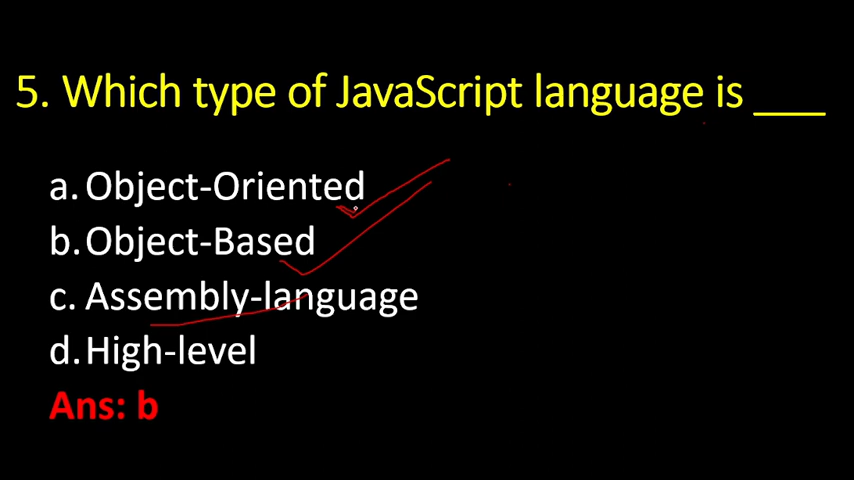 5. Which type of JavaScript language is ___
a. Object-Oriented
b. Object-Based
c. Assembly-language
d. High-level
Ans: b